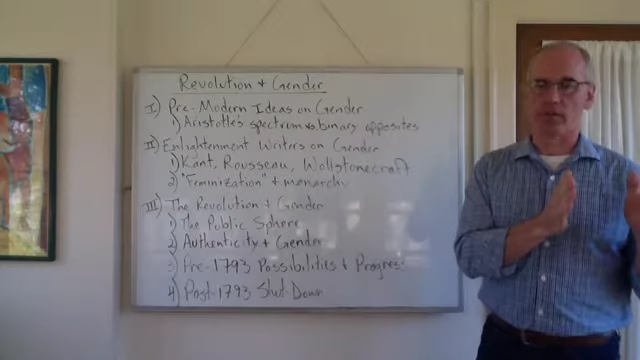 Revolution & Gender
I) Pre-Modern Ideas on Gender
1) Aristotle's spectrum vs binary opposites
II) Enlightenment Writers on Gender
1) Kant, Rousseau, Wollstonecraft
2) "Feminization" & monarchy
III) The Revolution & Gender
1) The Public Sphere
2) Authenticity & Gender
3) Pre-1793 Possibilities & Progress
4) Post-1793 Shut-Down